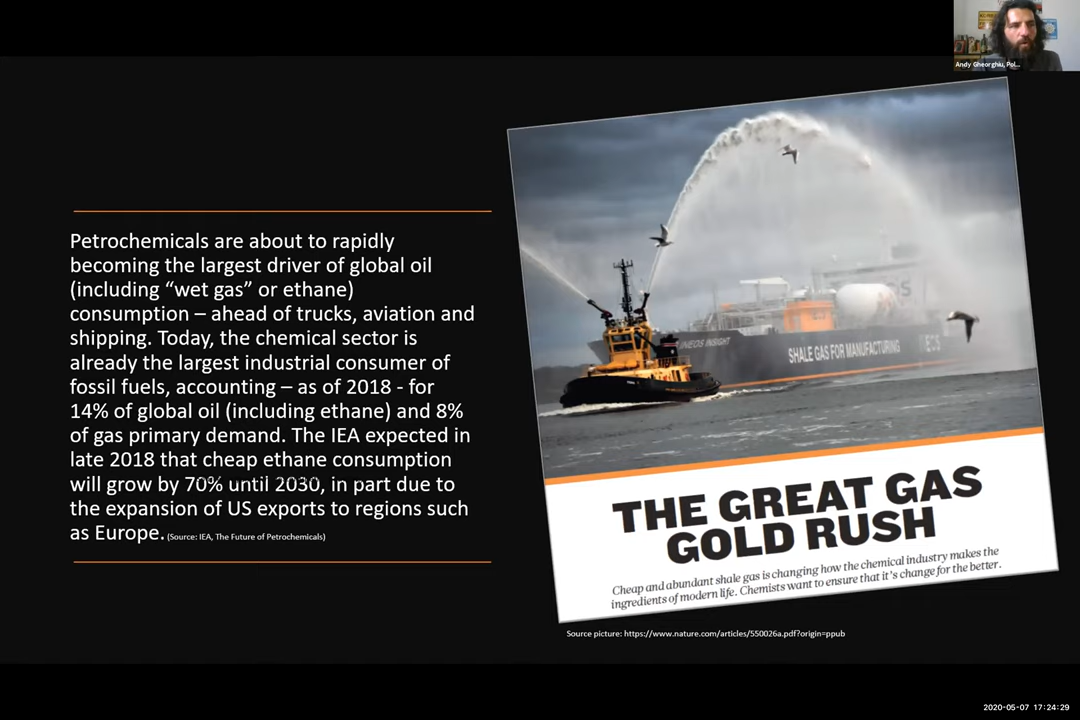 Andy Gheorghiu, Pol...
Petrochemicals are about to rapidly
becoming the largest driver of global oil
(including “wet gas” or ethane)
consumption – ahead of trucks, aviation and
shipping. Today, the chemical sector is
already the largest industrial consumer of
fossil fuels, accounting – as of 2018 - for
14% of global oil (including ethane) and 8%
of gas primary demand. The IEA expected in
late 2018 that cheap ethane consumption
will grow by 70% until 2030, in part due to
the expansion of US exports to regions such
as Europe. (Source: IEA, The Future of Petrochemicals)
INEOS INSIGHT
SHALE GAS FOR MANUFACTURING
THE GREAT GAS
GOLD RUSH
Cheap and abundant shale gas is changing how the chemical industry makes the
ingredients of modern life. Chemists want to ensure that it’s change for the better.
Source picture: https://www.nature.com/articles/550026a.pdf?origin=ppub
2020-05-07 17:24:29